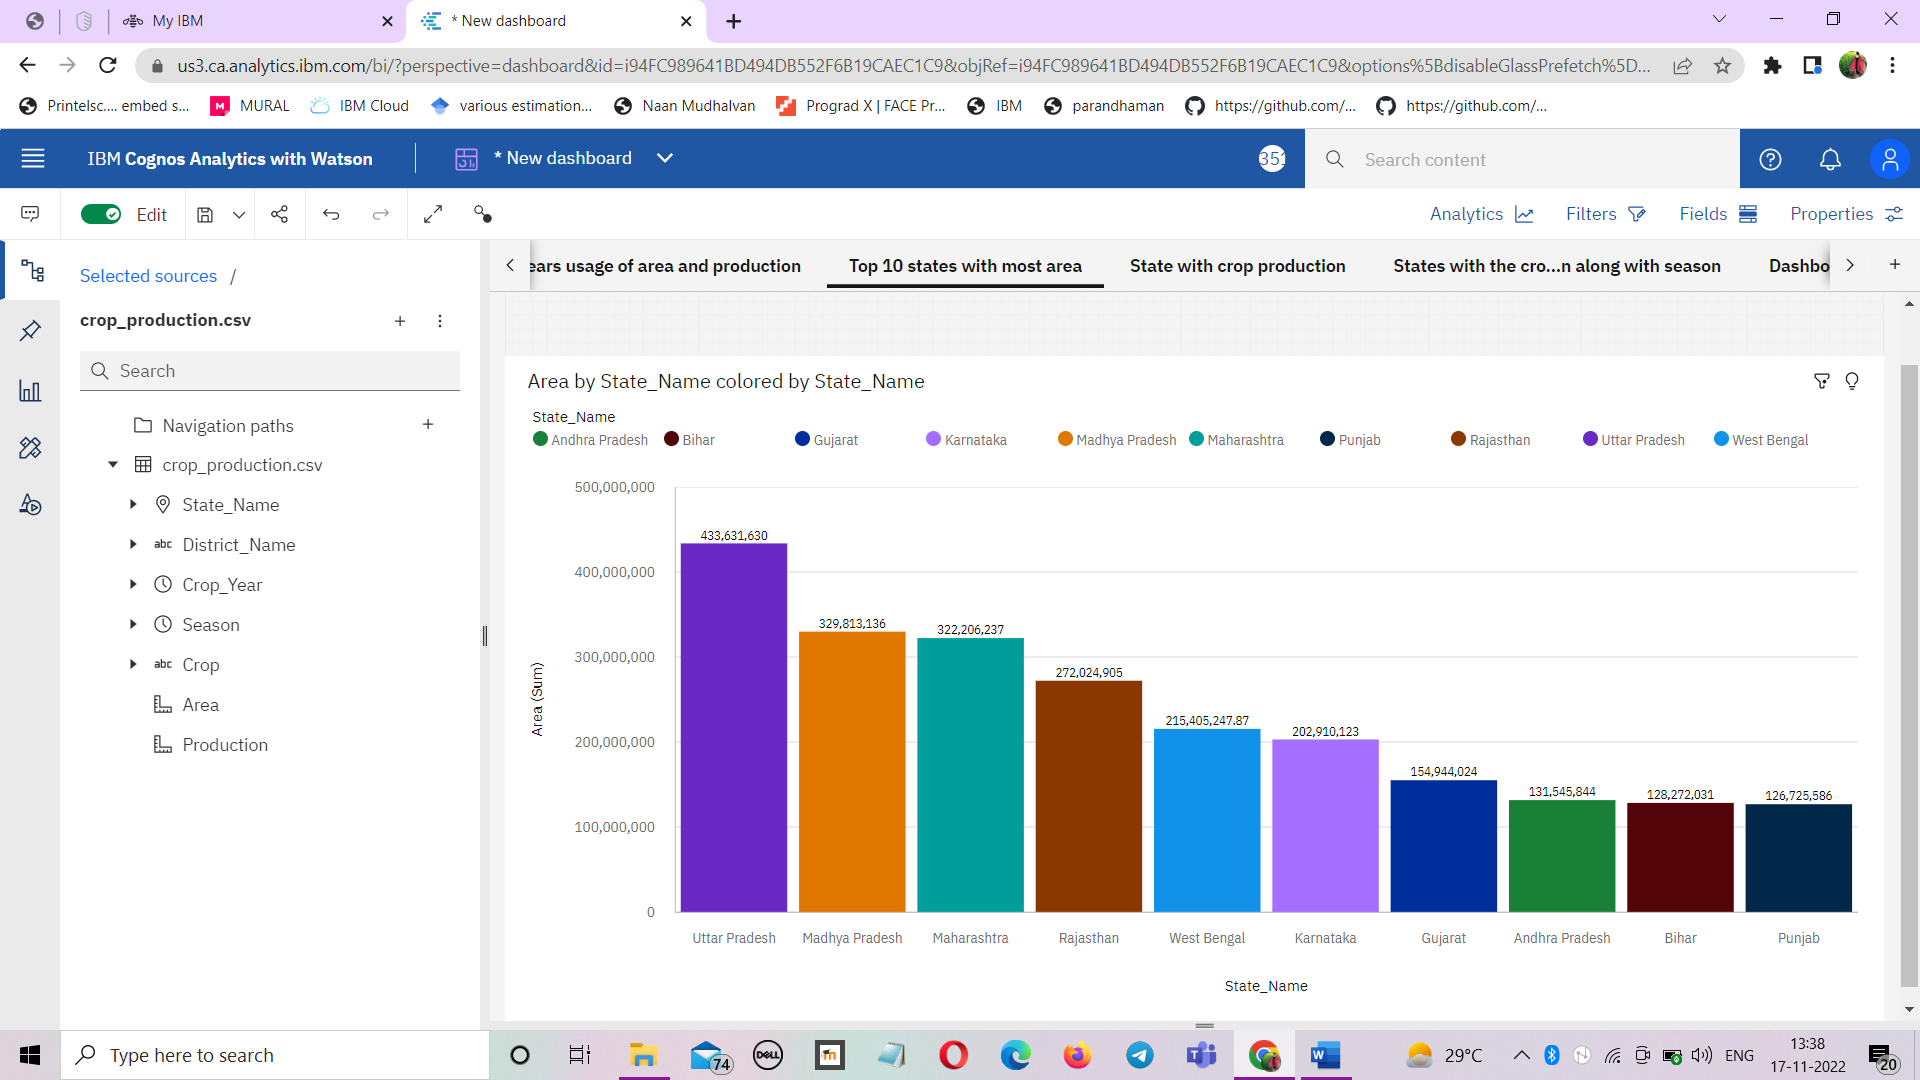 My IBM
* New dashboard
us3.ca.analytics.ibm.com/bi/?perspective=dashboard&id=i94FC989641BD494DB552F6B19CAEC1C9&objRef=i94FC989641BD494DB552F6B19CAEC1C9&options%5BdisableGlassPrefetch%5D...
Printelsc.... embed s... MURAL IBM Cloud various estimation... Naan Mudhalvan Prograd X | FACE Pr... IBM parandhaman https://github.com/... https://github.com/...
IBM Cognos Analytics with Watson * New dashboard 351 Search content
Edit Analytics Filters Fields Properties
Selected sources /
ears usage of area and production Top 10 states with most area State with crop production States with the cro...n along with season Dashbo
crop_production.csv
Search
Navigation paths
crop_production.csv
State_Name
District_Name
Crop_Year
Season
abc Crop
Area
Production
Area by State_Name colored by State_Name
State_Name
Andhra Pradesh Bihar Gujarat Karnataka Madhya Pradesh Maharashtra Punjab Rajasthan Uttar Pradesh West Bengal
500,000,000
400,000,000
300,000,000
200,000,000
100,000,000
0
Area (Sum)
433,631,630
329,813,136
322,206,237
272,024,905
215,405,247.87
202,910,123
154,944,024
131,545,844
128,272,031
126,725,586
Uttar Pradesh Madhya Pradesh Maharashtra Rajasthan West Bengal Karnataka Gujarat Andhra Pradesh Bihar Punjab
State_Name
Type here to search
74
DELL
29°C
ENG
13:38
17-11-2022
20